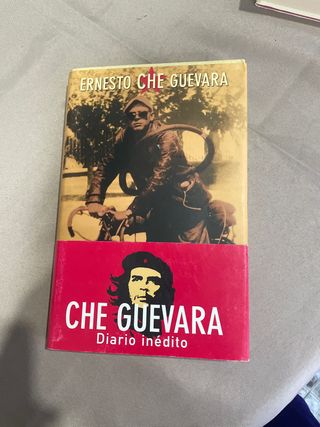 ERNESTO CHE GUEVARA
CHE GUEVARA
Diario inédito